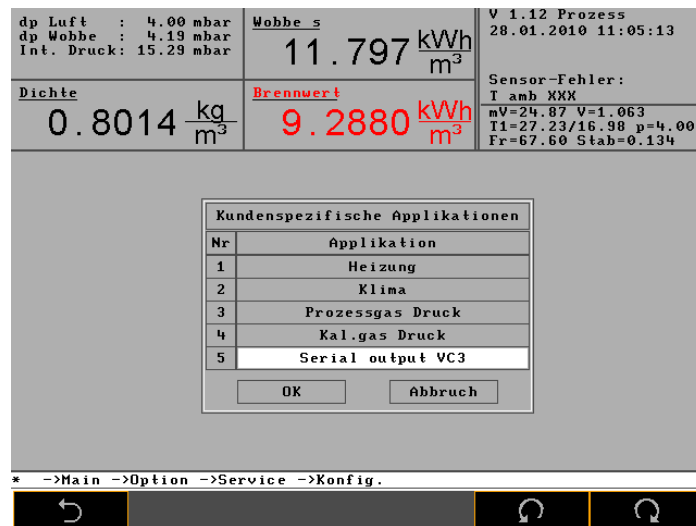 dp Luft : 4.00 mbar
dp Wobbe : 4.19 mbar
Int. Druck: 15.29 mbar
Wobbe s
11.797 kWh
m³
V 1.12 Prozess
28.01.2010 11:05:13
Sensor-Fehler:
T amb XXX
Dichte
0.8014 kg
m³
Brennwert
9.2880 kWh
m³
mV=24.87 V=1.063
T1=27.23/16.98 p=4.00
Fr=67.60 Stab=0.134
Kundenspezifische Applikationen
Nr Applikation
1 Heizung
2 Klima
3 Prozessgas Druck
4 Kal.gas Druck
5 Serial output VC3
OK Abbruch
* ->Main ->Option ->Service ->Konfig.